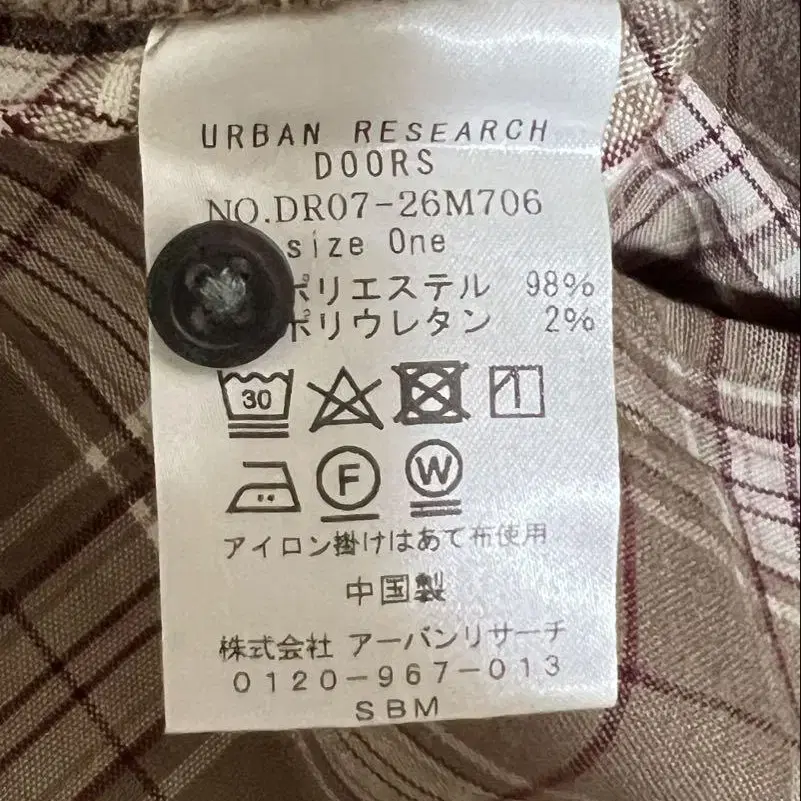 URBAN RESEARCH
DOORS
NO.DR07-26M706
size One
ポリエステル 98%
ポリウレタン 2%
30
F W
アイロン掛けはあて布使用
中国製
株式会社 アーバンリサーチ
0120-967-013
SBM